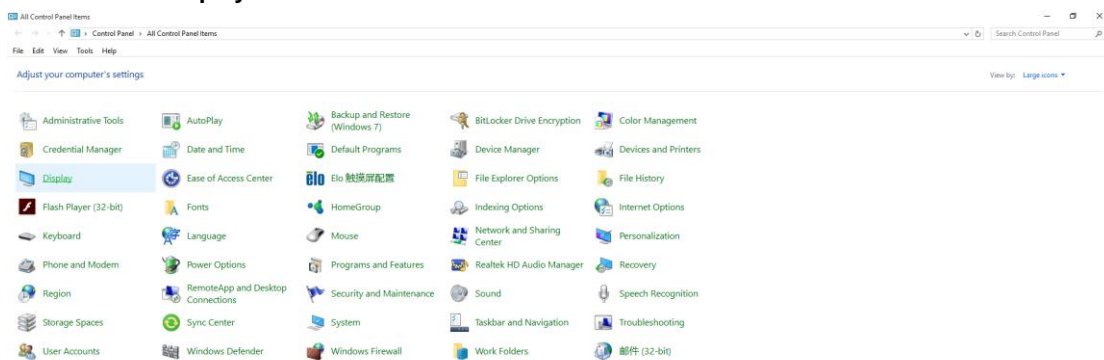 All Control Panel Items
Control Panel > All Control Panel Items
Search Control Panel
File Edit View Tools Help
Adjust your computer's settings
View by: Large icons
Administrative Tools
AutoPlay
Backup and Restore
(Windows 7)
BitLocker Drive Encryption
Color Management
Credential Manager
Date and Time
Default Programs
Device Manager
Devices and Printers
Display
Ease of Access Center
elo Elo 触摸屏配置
File Explorer Options
File History
Flash Player (32-bit)
Fonts
HomeGroup
Indexing Options
Internet Options
Keyboard
Language
Mouse
Network and Sharing
Center
Personalization
Phone and Modem
Power Options
Programs and Features
Realtek HD Audio Manager
Recovery
Region
RemoteApp and Desktop
Connections
Security and Maintenance
Sound
Speech Recognition
Storage Spaces
Sync Center
System
Taskbar and Navigation
Troubleshooting
User Accounts
Windows Defender
Windows Firewall
Work Folders
邮件 (32-bit)